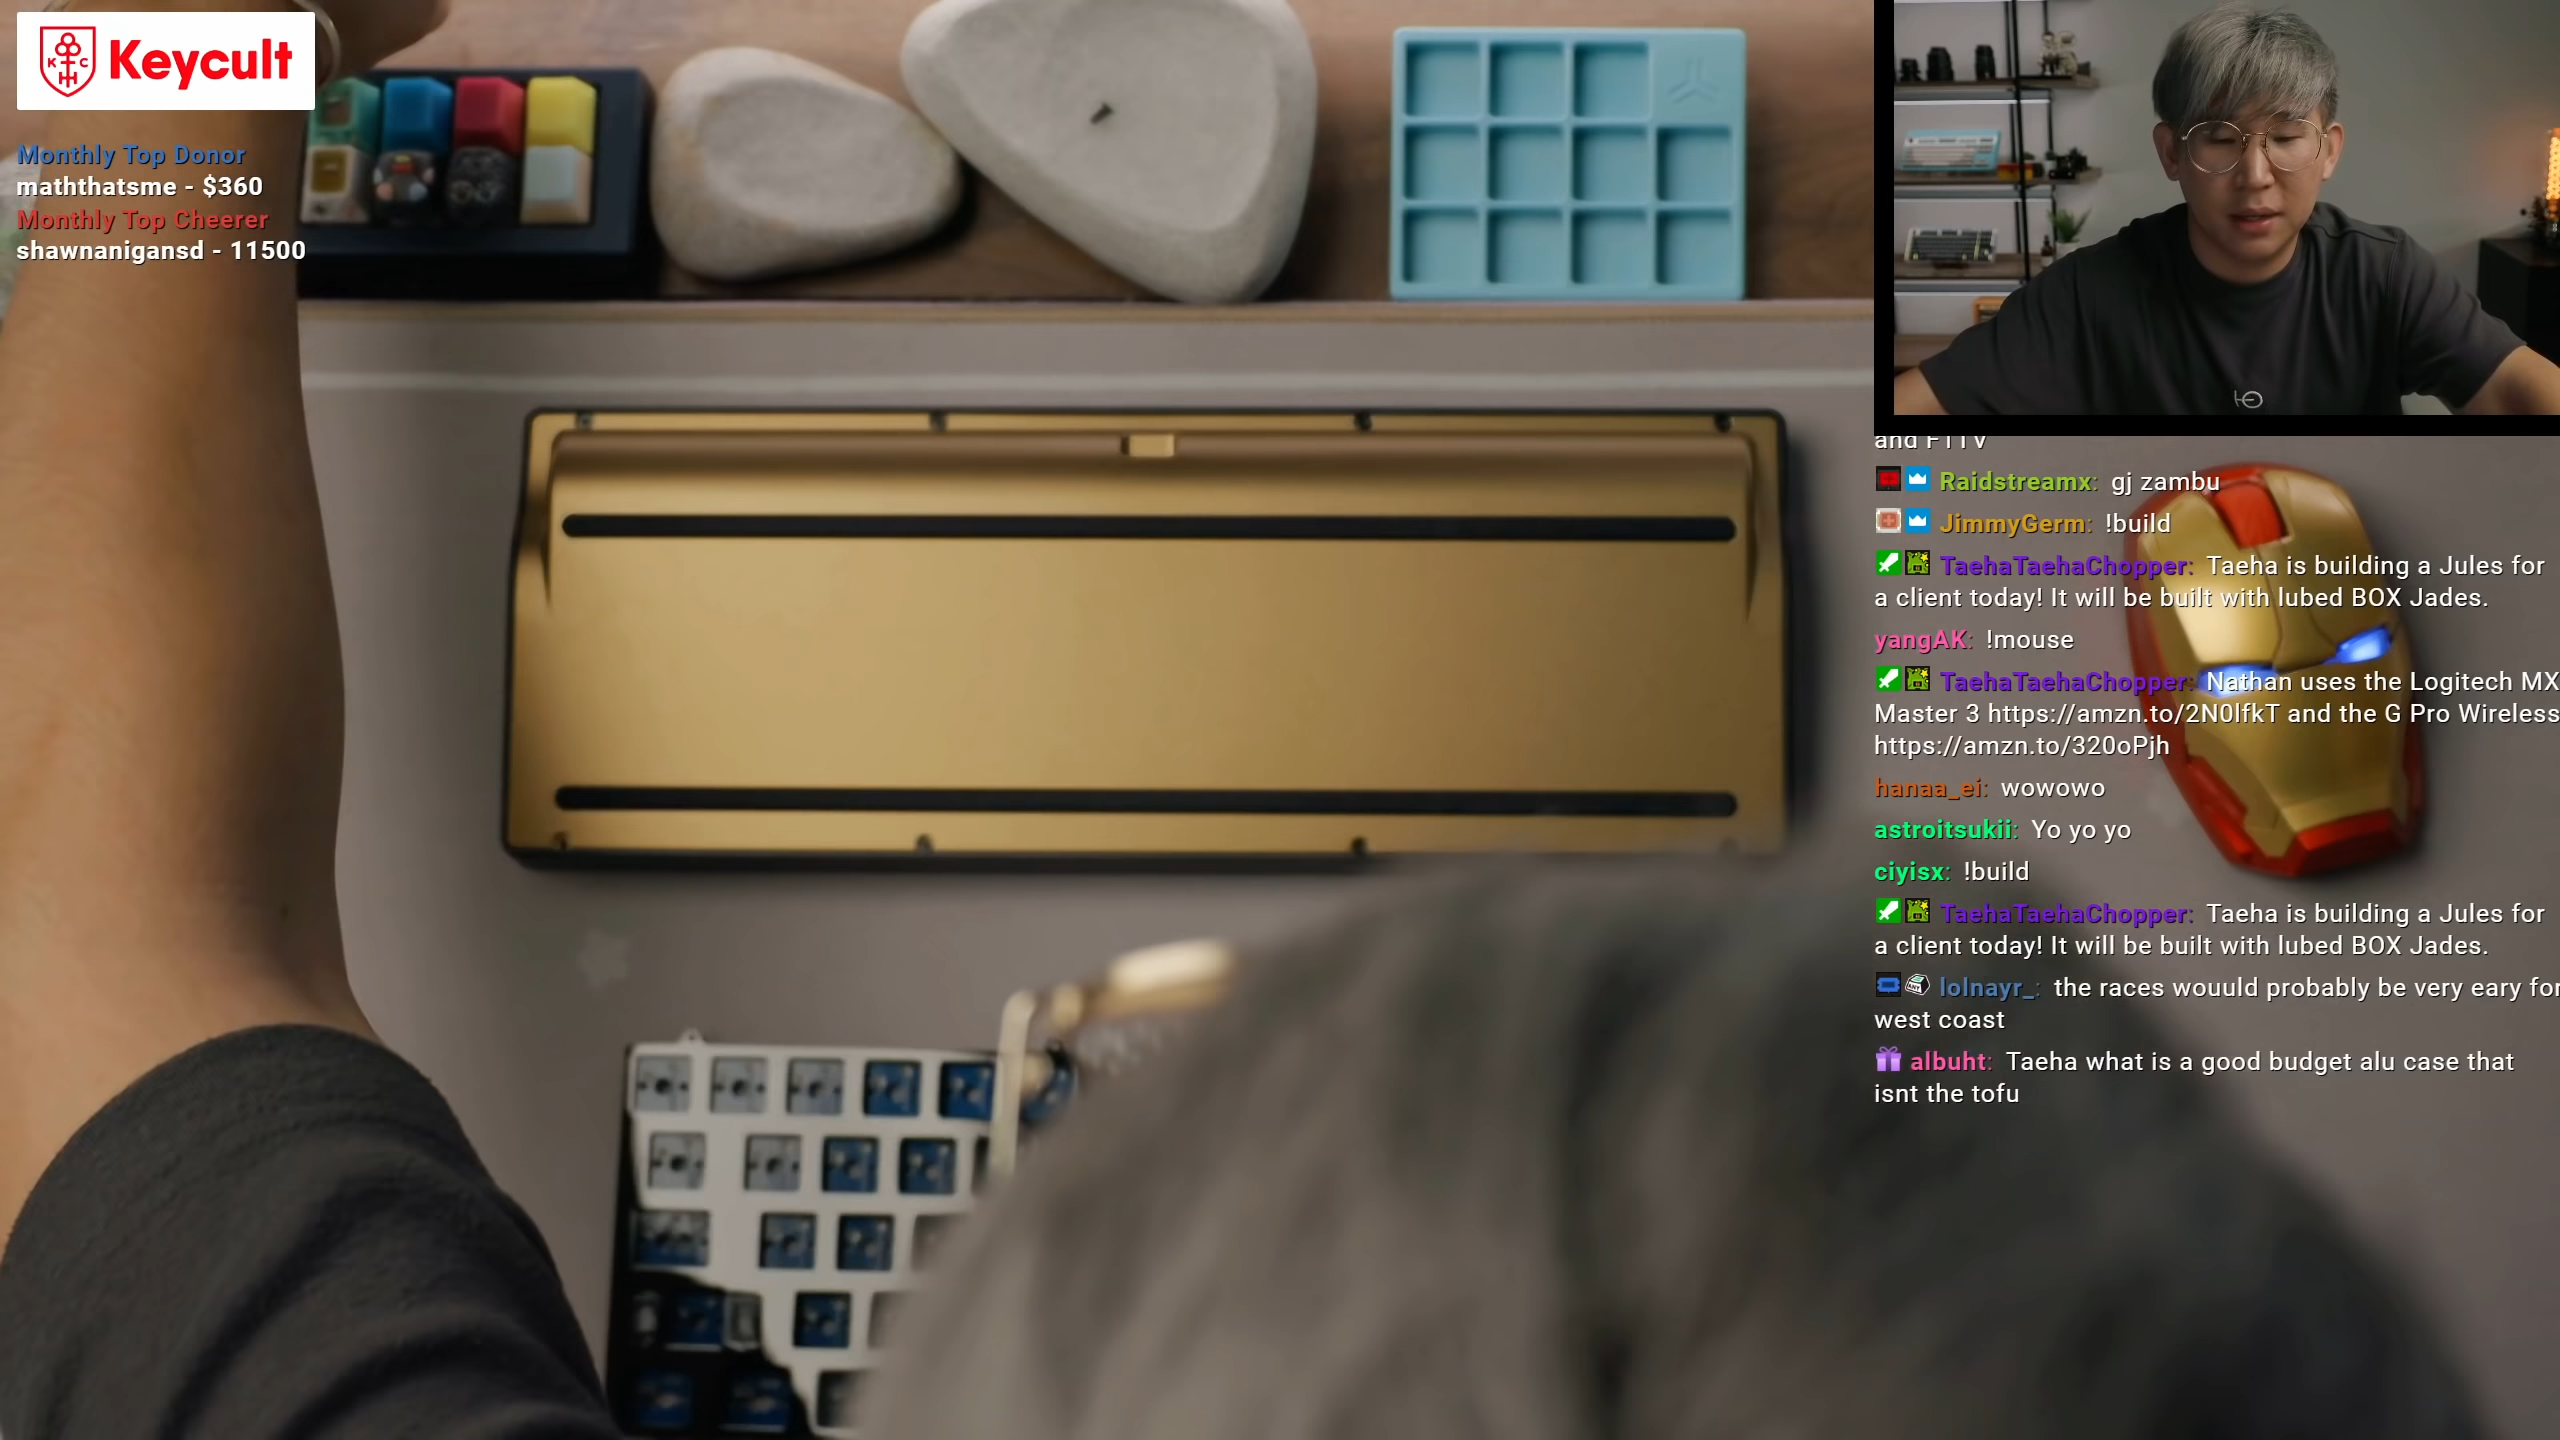 K C
Keycult
Monthly Top Donor
maththatsme - $360
Monthly Top Cheerer
shawnanigansd - 11500
and FTTV
Raidstreamx: gj zambu
JimmyGerm: !build
TaehaTaehaChopper: Taeha is building a Jules for
a client today! It will be built with lubed BOX Jades.
yangAK: !mouse
TaehaTaehaChopper: Nathan uses the Logitech MX
Master 3 https://amzn.to/2N0lfkT and the G Pro Wireless
https://amzn.to/320oPjh
hanaa_ei: wowowo
astroitsukii: Yo yo yo
ciyisx: !build
TaehaTaehaChopper: Taeha is building a Jules for
a client today! It will be built with lubed BOX Jades.
lolnayr_: the races wouuld probably be very eary for
west coast
albuht: Taeha what is a good budget alu case that
isnt the tofu